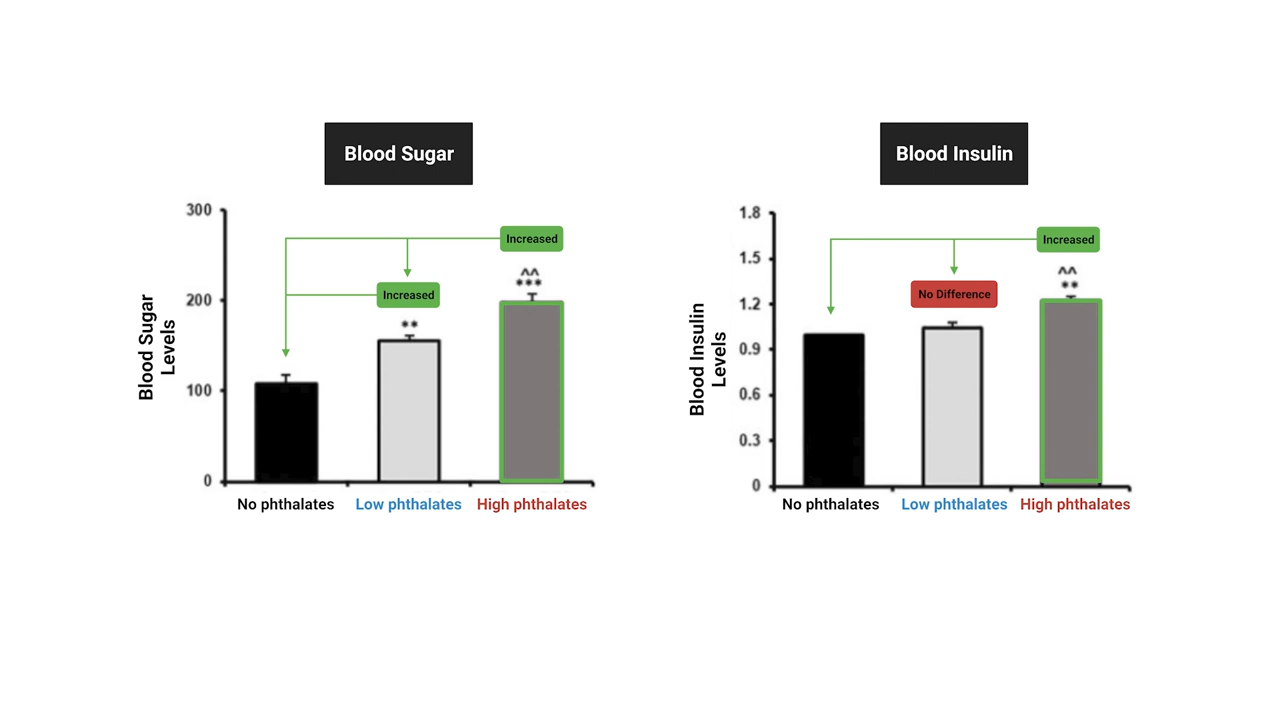 Blood Sugar
Blood Sugar
Levels
300
200
100
0
Increased
Increased
^^
***
**
No phthalates
Low phthalates
High phthalates
Blood Insulin
Blood Insulin
Levels
1.8
1.5
1.2
0.9
0.6
0.3
0
Increased
No Difference
^^
**
No phthalates
Low phthalates
High phthalates